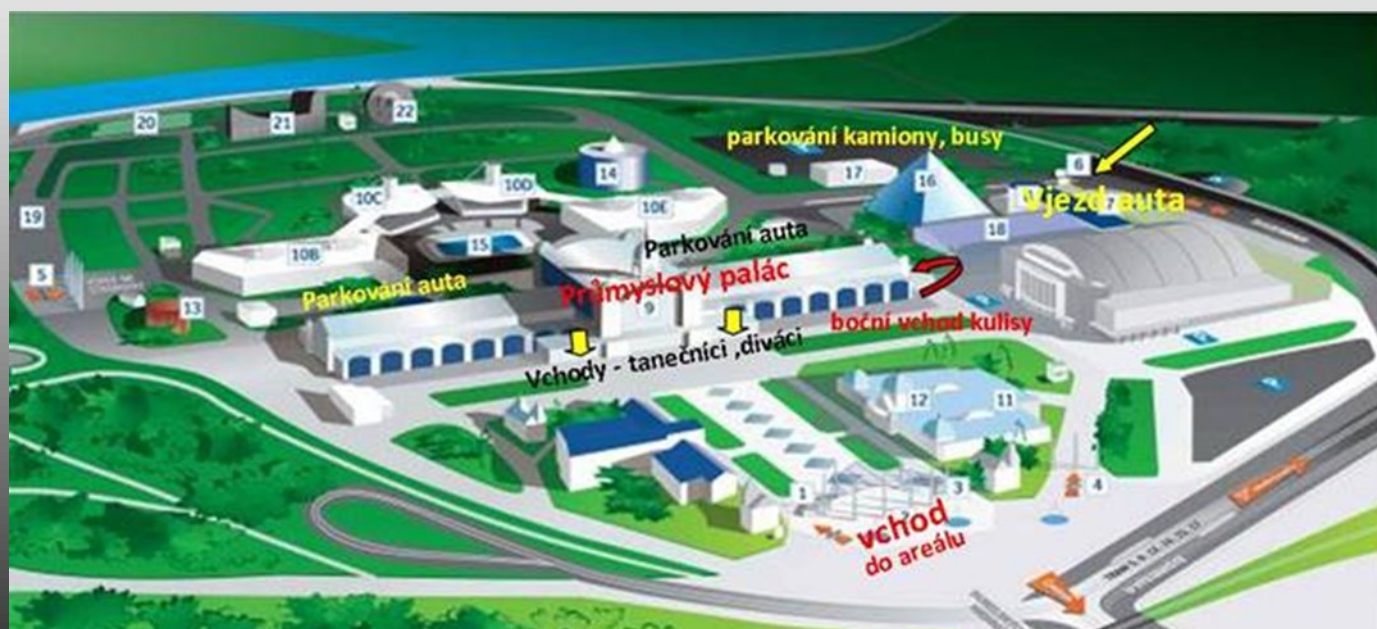 22
20
21
parkování kamiony, busy
6
14
17
16
10C
10D
Vjezd auta
7
10E
19
18
15
Parkování auta
10B
5
Průmyslový palác
Parkování auta
13
9
boční vchod kulisy
Vchody - tanečníci ,diváci
12
11
1
3
4
vchod
do areálu